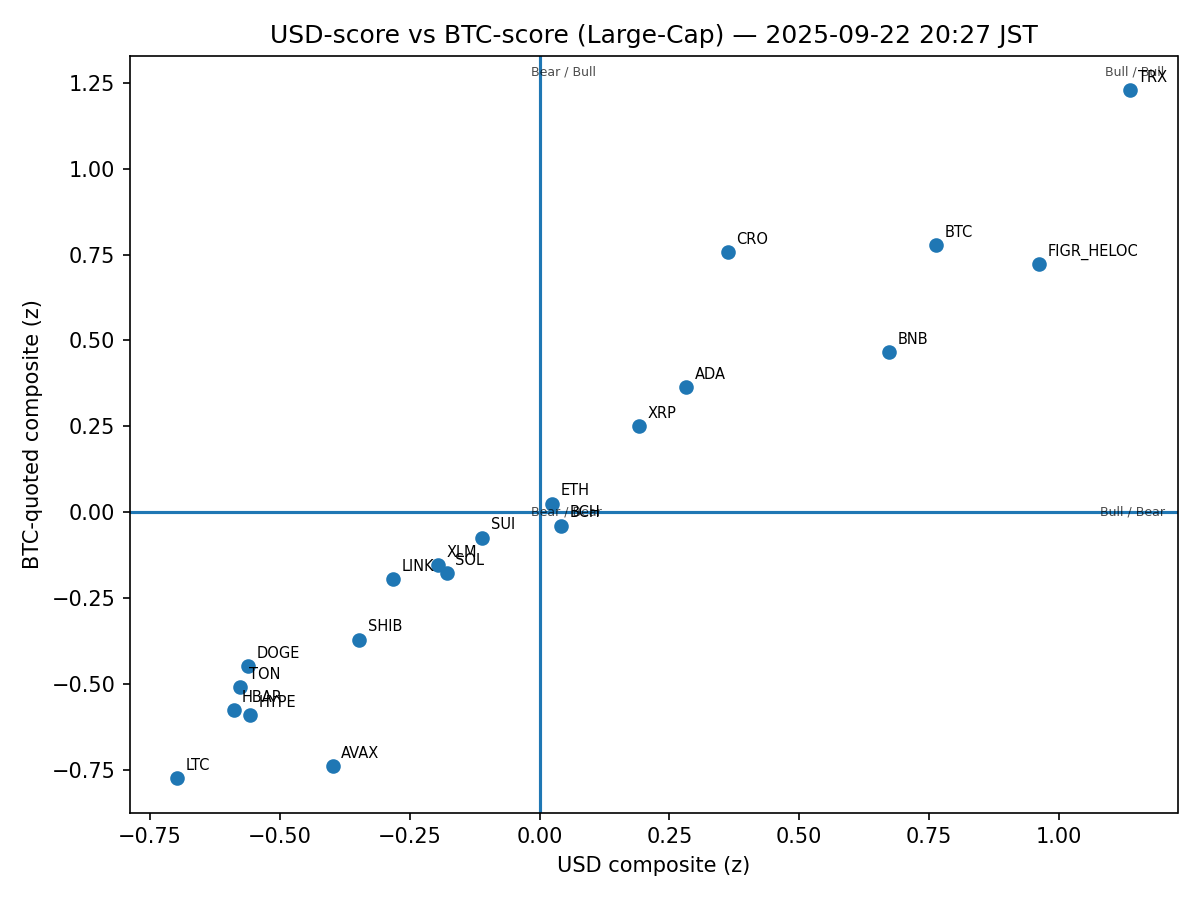 USD-score vs BTC-score (Large-Cap) — 2025-09-22 20:27 JST
Bear / Bull
Bull / Bull
TRX
1.25
1.00
CRO
BTC
0.75
FIGR_HELOC
0.50
BNB
ADA
XRP
0.25
ETH
0.00
Bear / Bear
BCH
Bull / Bear
SUI
XLM
SOL
LINK
−0.25
SHIB
DOGE
TON
−0.50
HBAR
HYPE
AVAX
LTC
−0.75
BTC-quoted composite (z)
−0.75
−0.50
−0.25
0.00
0.25
0.50
0.75
1.00
USD composite (z)